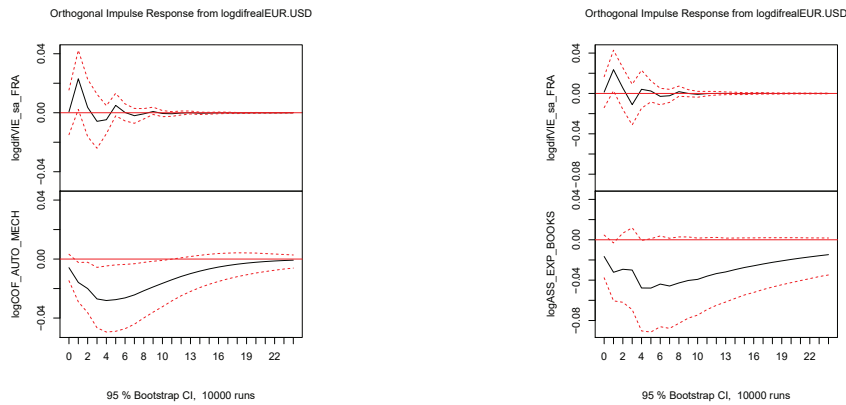 Orthogonal Impulse Response from logdifrealEUR.USD
logdifVIE_sa_FRA
0.04
0.00
−0.04
logCOF_AUTO_MECH
0.04
0.00
−0.04
0 2 4 6 8 10 13 16 19 22
95 % Bootstrap CI, 10000 runs
Orthogonal Impulse Response from logdifrealEUR.USD
logdifVIE_sa_FRA
0.04
0.00
−0.04
−0.08
logASS_EXP_BOOKS
0.04
0.00
−0.04
−0.08
0 2 4 6 8 10 13 16 19 22
95 % Bootstrap CI, 10000 runs